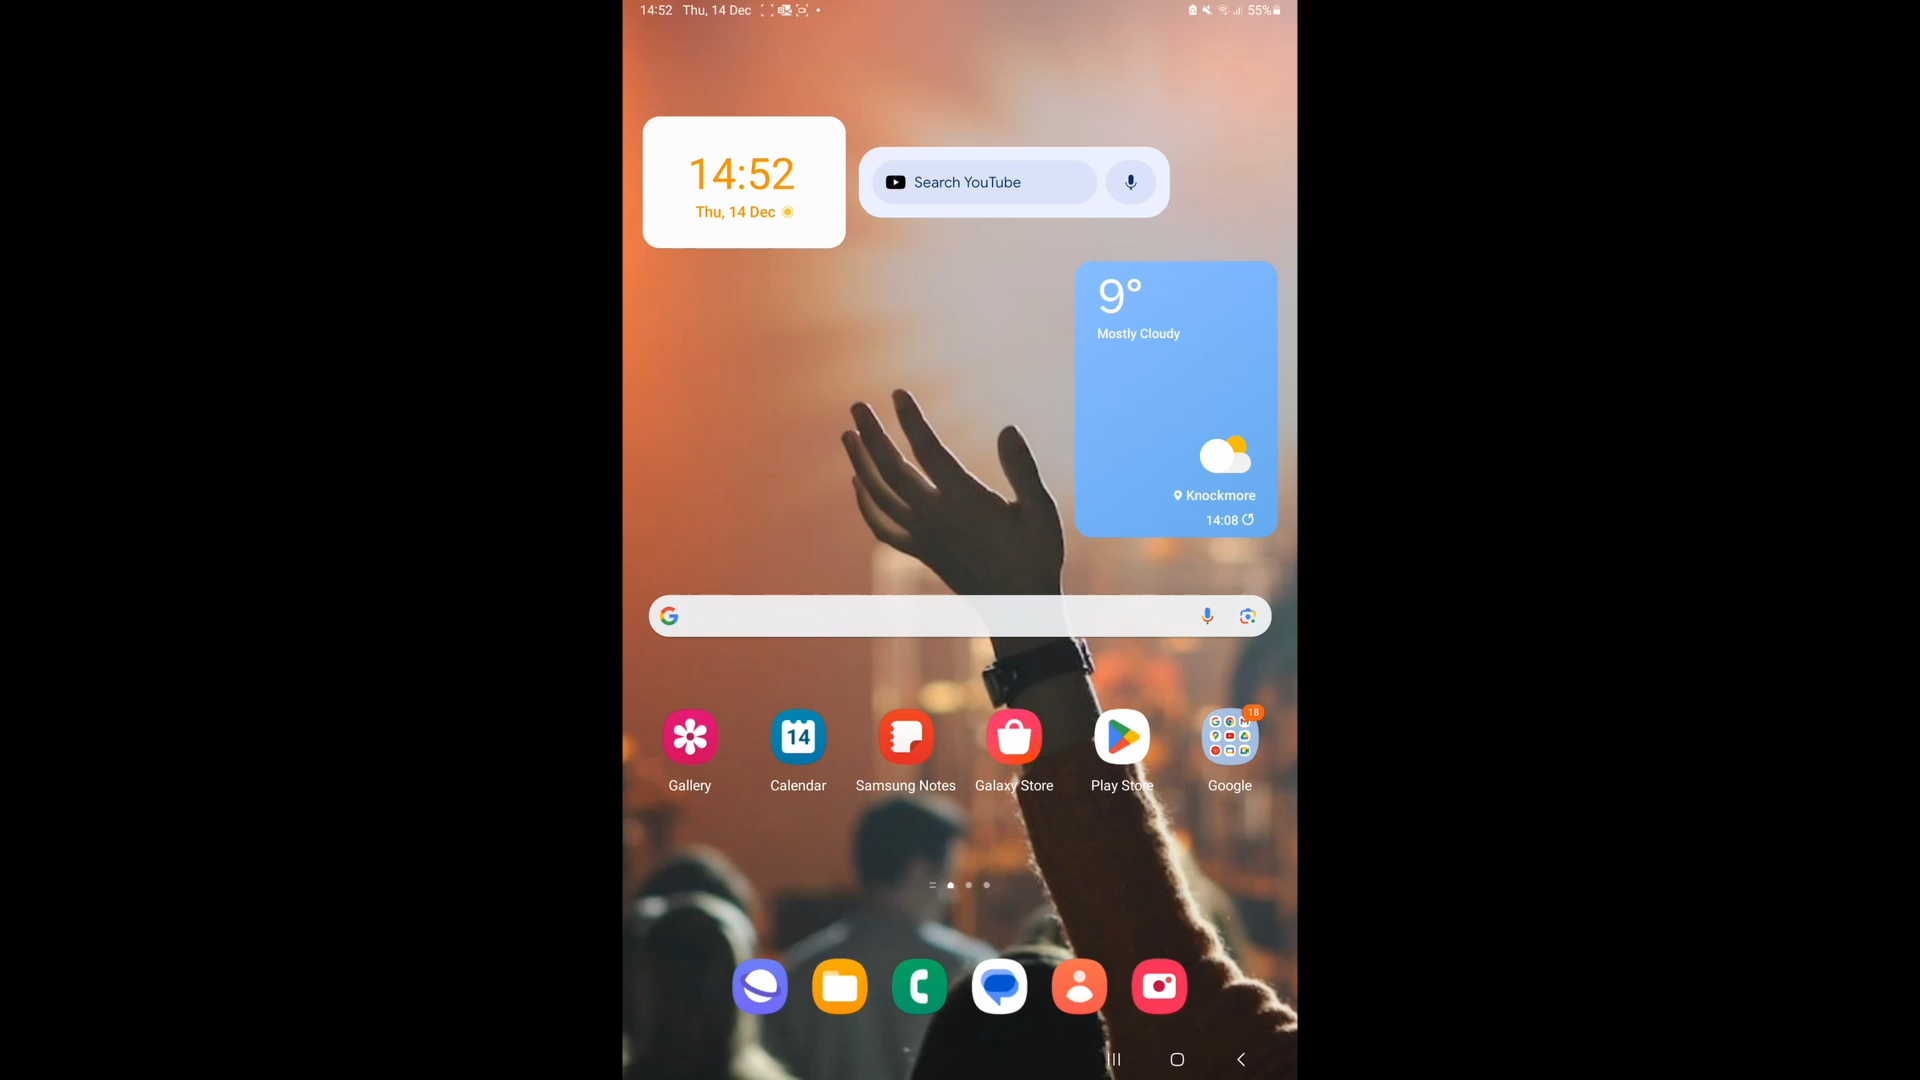 14:52 Thu, 14 Dec
55%
14:52
Thu, 14 Dec
Search YouTube
9°
Mostly Cloudy
Knockmore
14:08
18
14
Gallery
Calendar
Samsung Notes
Galaxy Store
Play Store
Google